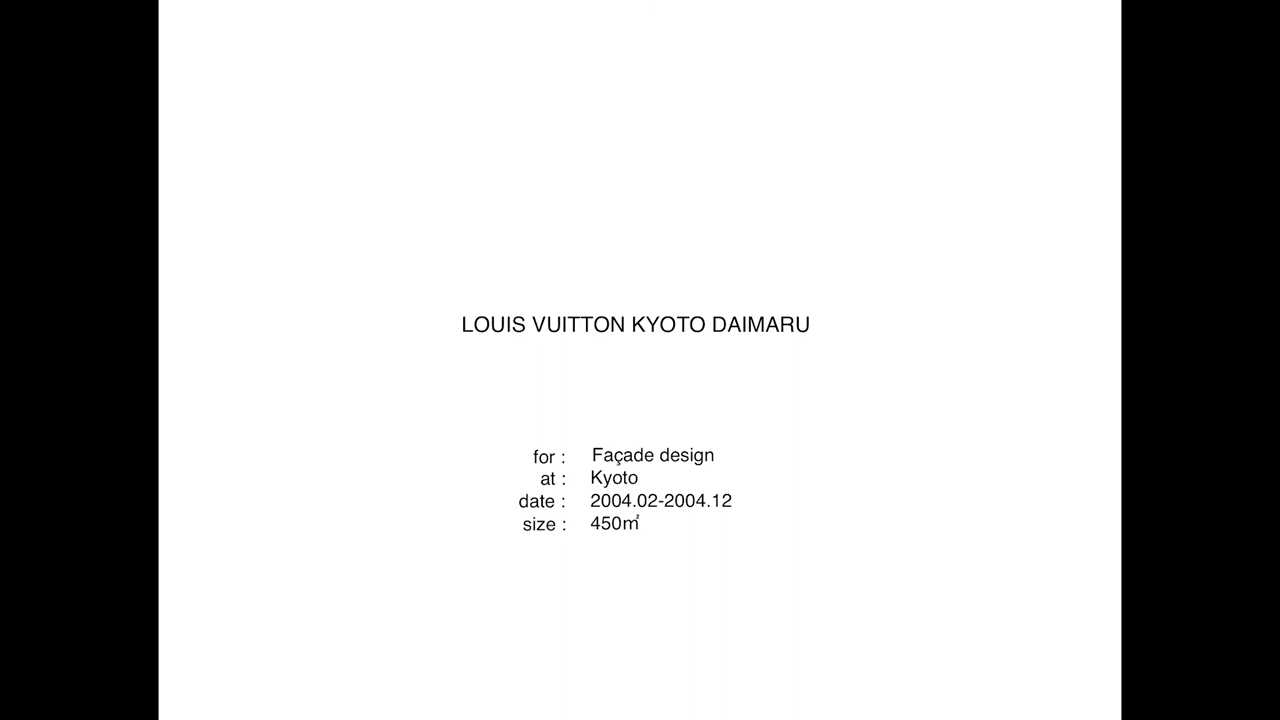 LOUIS VUITTON KYOTO DAIMARU
for : Façade design
at : Kyoto
date : 2004.02-2004.12
size : 450㎡